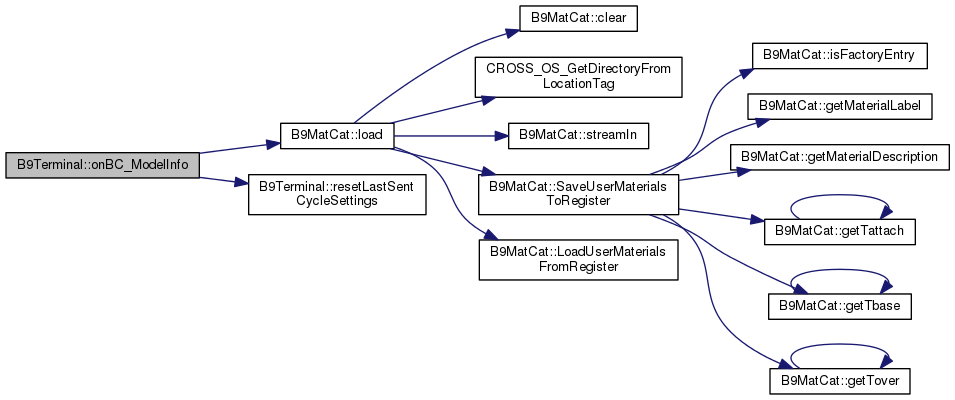 B9Terminal::onBC_ModelInfo
B9MatCat::load
B9Terminal::resetLastSent
CycleSettings
B9MatCat::clear
CROSS_OS_GetDirectoryFrom
LocationTag
B9MatCat::streamIn
B9MatCat::SaveUserMaterials
ToRegister
B9MatCat::LoadUserMaterials
FromRegister
B9MatCat::isFactoryEntry
B9MatCat::getMaterialLabel
B9MatCat::getMaterialDescription
B9MatCat::getTattach
B9MatCat::getTbase
B9MatCat::getTover